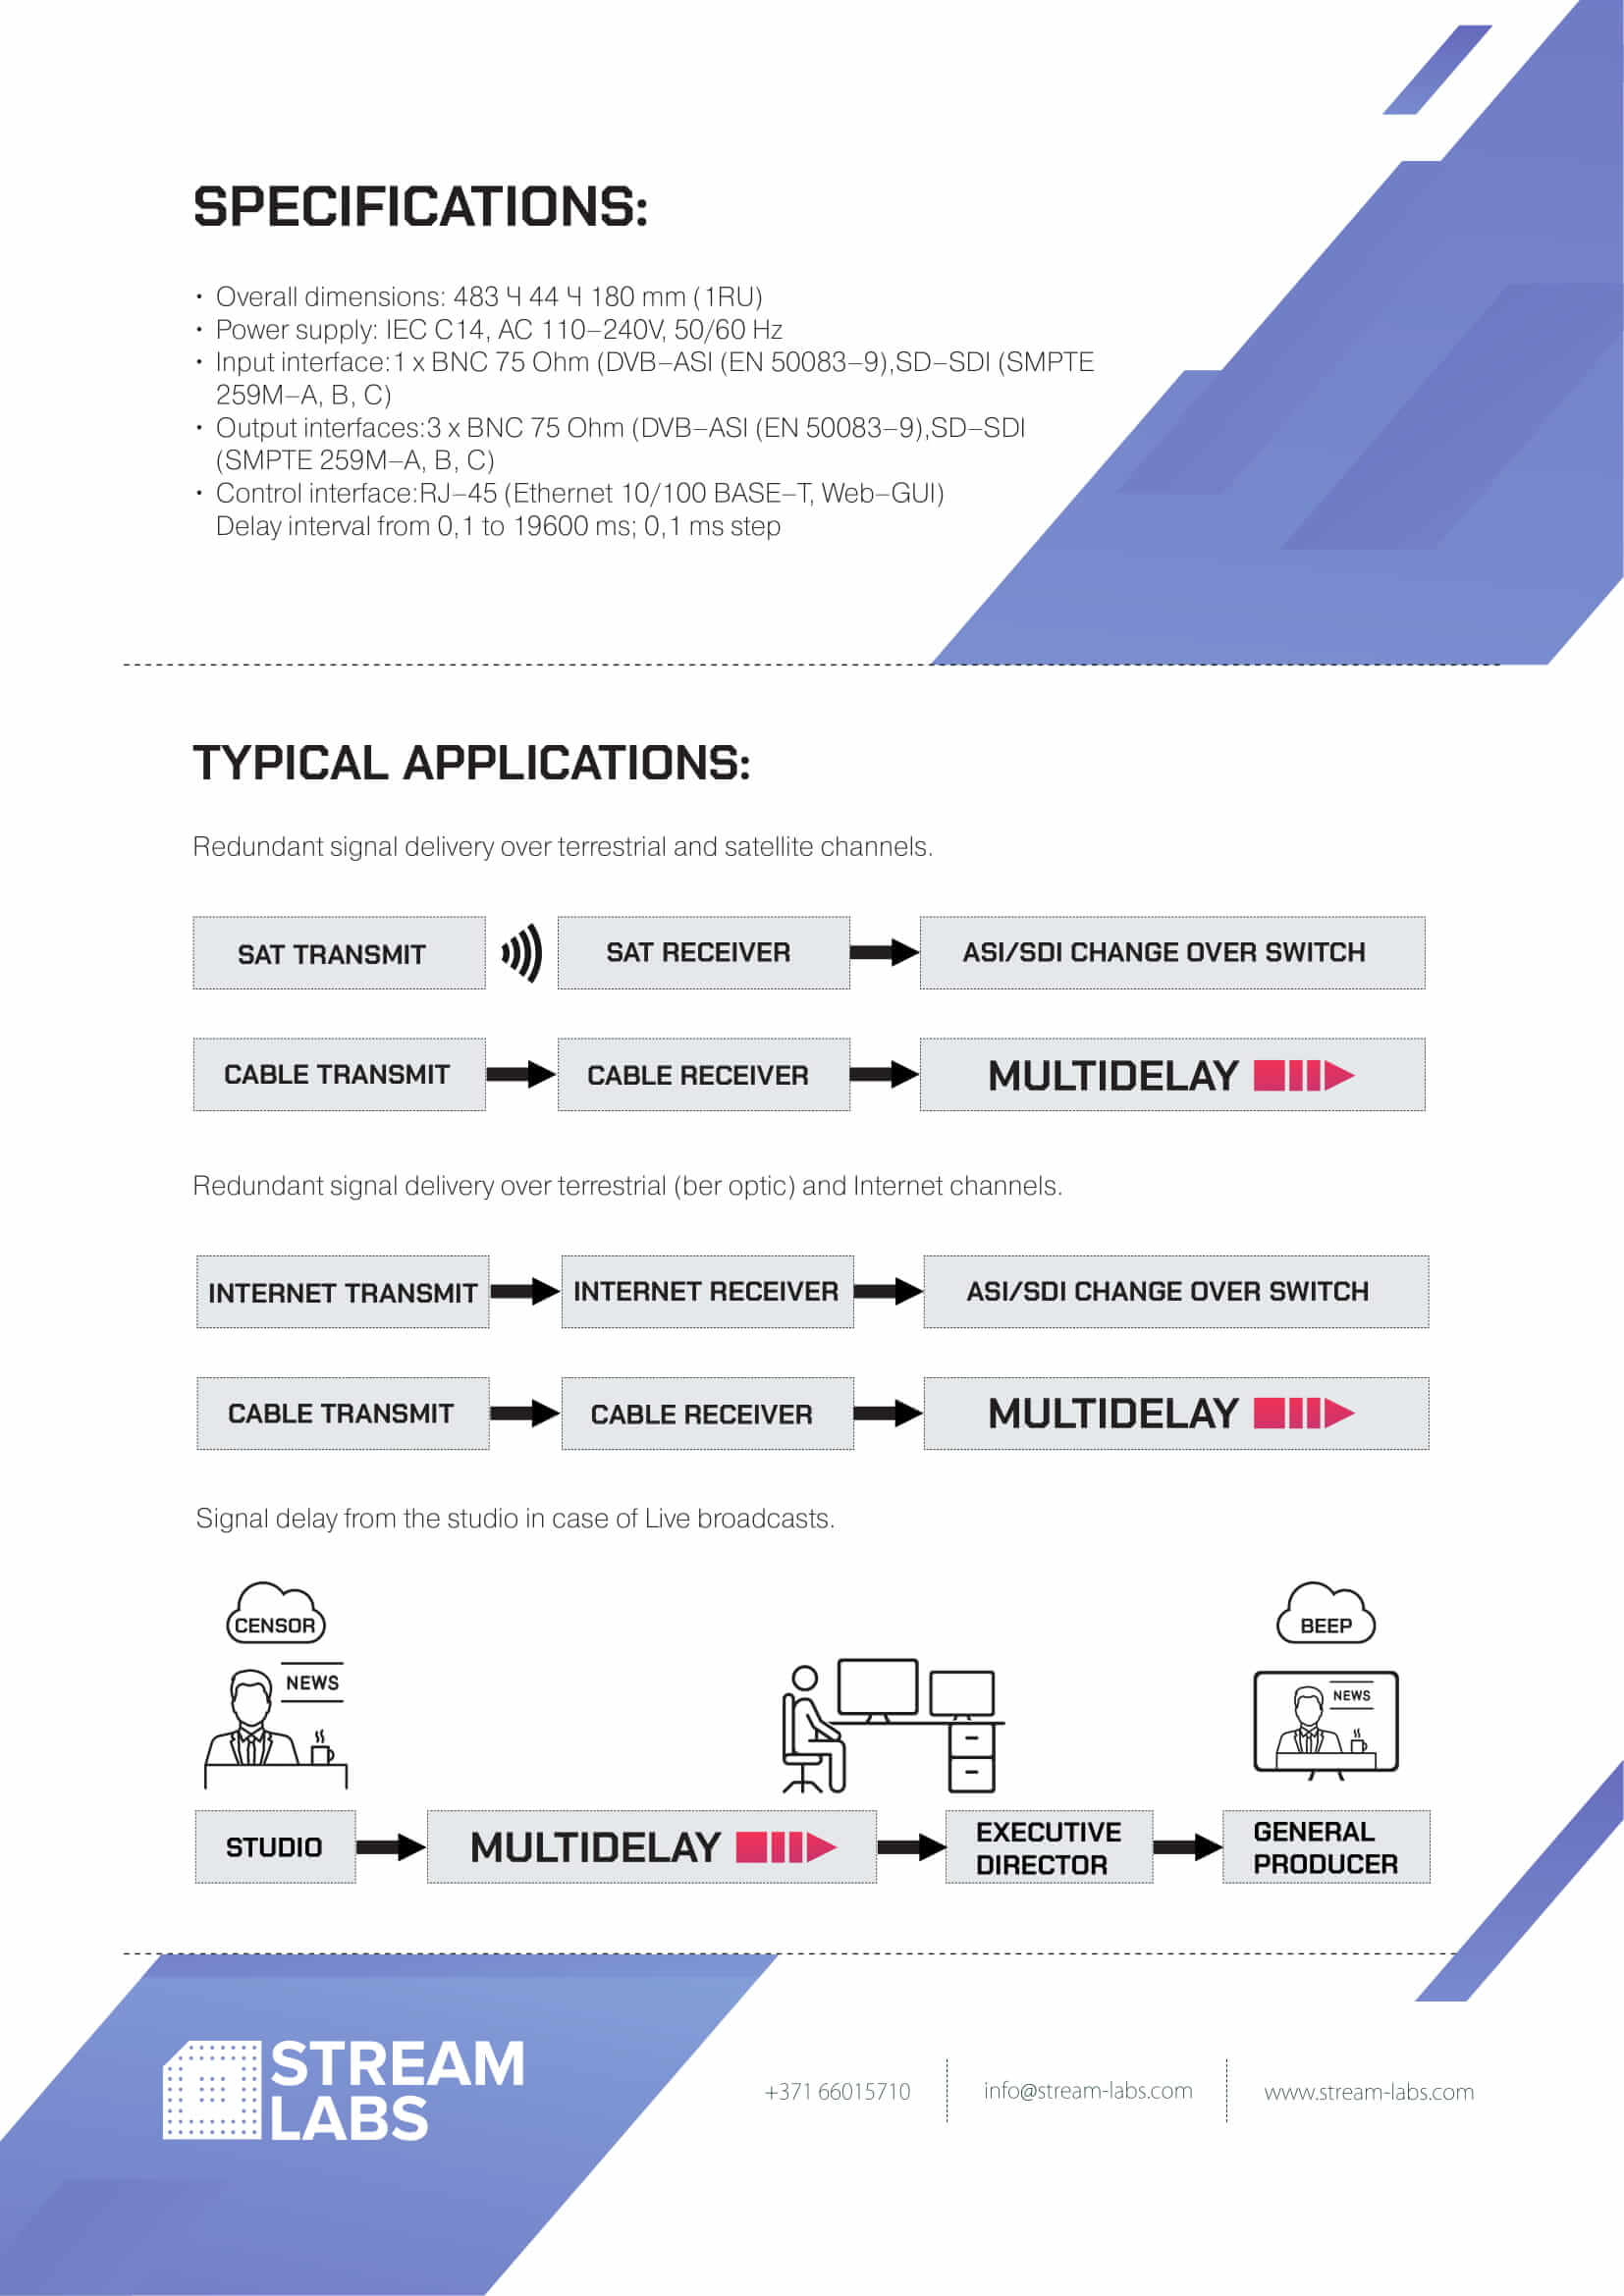 SPECIFICATIONS:
• Overall dimensions: 483 Ч 44 Ч 180 mm (1RU)
• Power supply: IEC C14, AC 110–240V, 50/60 Hz
• Input interface:1 x BNC 75 Ohm (DVB–ASI (EN 50083–9),SD–SDI (SMPTE
259M–A, B, C)
• Output interfaces:3 x BNC 75 Ohm (DVB–ASI (EN 50083–9),SD–SDI
(SMPTE 259M–A, B, C)
• Control interface:RJ–45 (Ethernet 10/100 BASE–T, Web–GUI)
Delay interval from 0,1 to 19600 ms; 0,1 ms step
TYPICAL APPLICATIONS:
Redundant signal delivery over terrestrial and satellite channels.
SAT TRANSMIT
SAT RECEIVER
ASI/SDI CHANGE OVER SWITCH
CABLE TRANSMIT
CABLE RECEIVER
MULTIDELAY
Redundant signal delivery over terrestrial (ber optic) and Internet channels.
INTERNET TRANSMIT
INTERNET RECEIVER
ASI/SDI CHANGE OVER SWITCH
CABLE TRANSMIT
CABLE RECEIVER
MULTIDELAY
Signal delay from the studio in case of Live broadcasts.
CENSOR
NEWS
BEEP
NEWS
STUDIO
MULTIDELAY
EXECUTIVE
DIRECTOR
GENERAL
PRODUCER
STREAM
LABS
+371 66015710
info@stream-labs.com
www.stream-labs.com